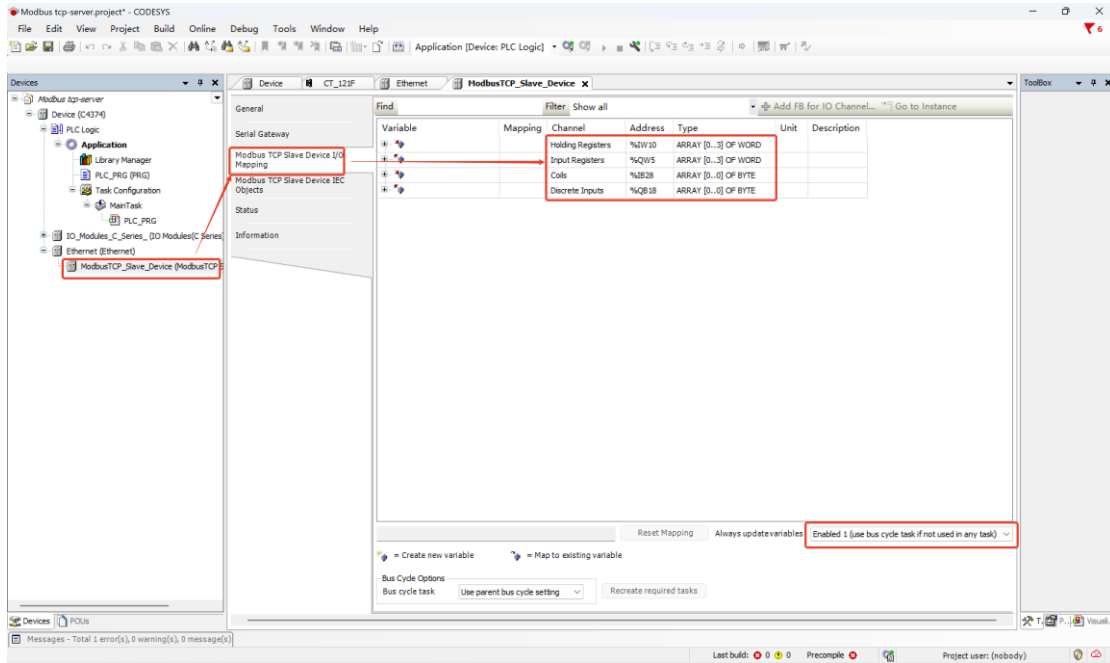 Modbus tcp-server.project* - CODESYS
File Edit View Project Build Online Debug Tools Window Help
6
Application [Device: PLC Logic]
Devices
Modbus tcp-server
Device (C4374)
PLC Logic
Application
Library Manager
PLC_PRG (PRG)
Task Configuration
MainTask
PLC_PRG
IO_Modules_C_Series_ (IO Modules(C Series)
Ethernet (Ethernet)
ModbusTCP_Slave_Device (ModbusTCP S
Devices POUs
Device CT_121F Ethernet ModbusTCP_Slave_Device
General
Serial Gateway
Modbus TCP Slave Device I/O
Mapping
Modbus TCP Slave Device IEC
Objects
Status
Information
Find Filter Show all Add FB for IO Channel... Go to Instance
Variable Mapping Channel Address Type Unit Description
Holding Registers %IW10 ARRAY [0..3] OF WORD
Input Registers %QW5 ARRAY [0..3] OF WORD
Coils %IB28 ARRAY [0..0] OF BYTE
Discrete Inputs %QB18 ARRAY [0..0] OF BYTE
Reset Mapping Always update variables Enabled 1 (use bus cycle task if not used in any task)
= Create new variable = Map to existing variable
Bus Cycle Options
Bus cycle task Use parent bus cycle setting Recreate required tasks
ToolBox
T. P... Visuali.
Messages - Total 1 error(s), 0 warning(s), 0 message(s)
Last build: 0 0 Precompile Project user: (nobody)